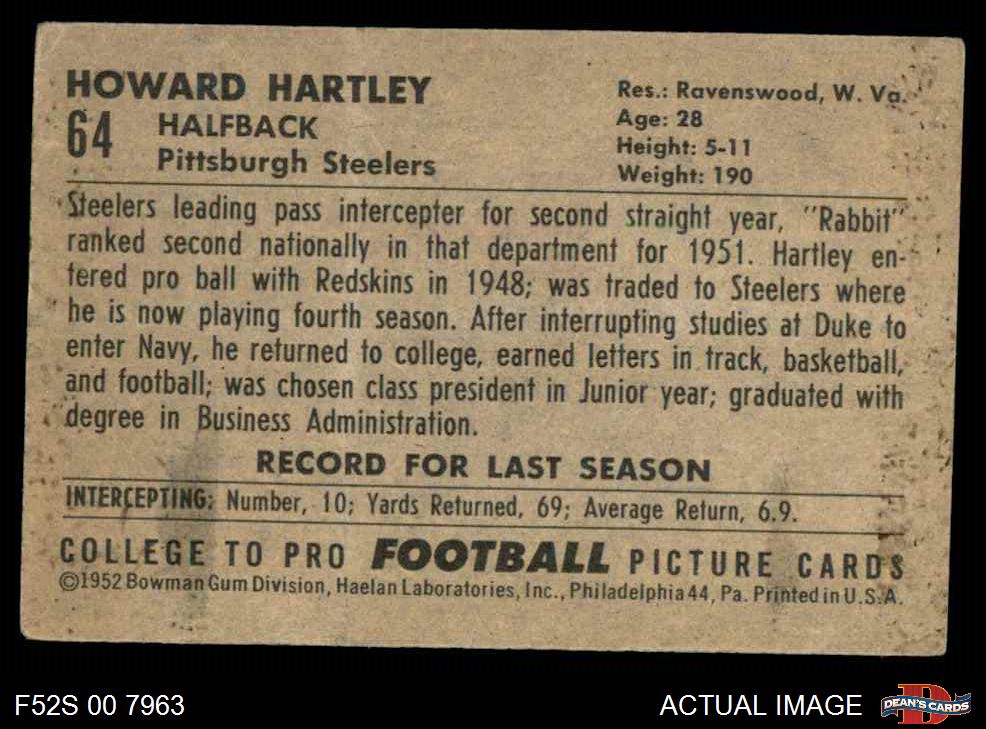 HOWARD HARTLEY
64 HALFBACK
Pittsburgh Steelers
Res.: Ravenswood, W. Va.
Age: 28
Height: 5-11
Weight: 190
Steelers leading pass intercepter for second straight year, "Rabbit"
ranked second nationally in that department for 1951. Hartley en-
tered pro ball with Redskins in 1948; was traded to Steelers where
he is now playing fourth season. After interrupting studies at Duke to
enter Navy, he returned to college, earned letters in track, basketball,
and football; was chosen class president in Junior year; graduated with
degree in Business Administration.
RECORD FOR LAST SEASON
INTERCEPTING: Number, 10; Yards Returned, 69; Average Return, 6.9.
COLLEGE TO PRO FOOTBALL PICTURE CARDS
©1952 Bowman Gum Division, Haelan Laboratories, Inc., Philadelphia 44, Pa. Printed in U.S.A.
F52S 00 7963
ACTUAL IMAGE
DEAN'S CARDS